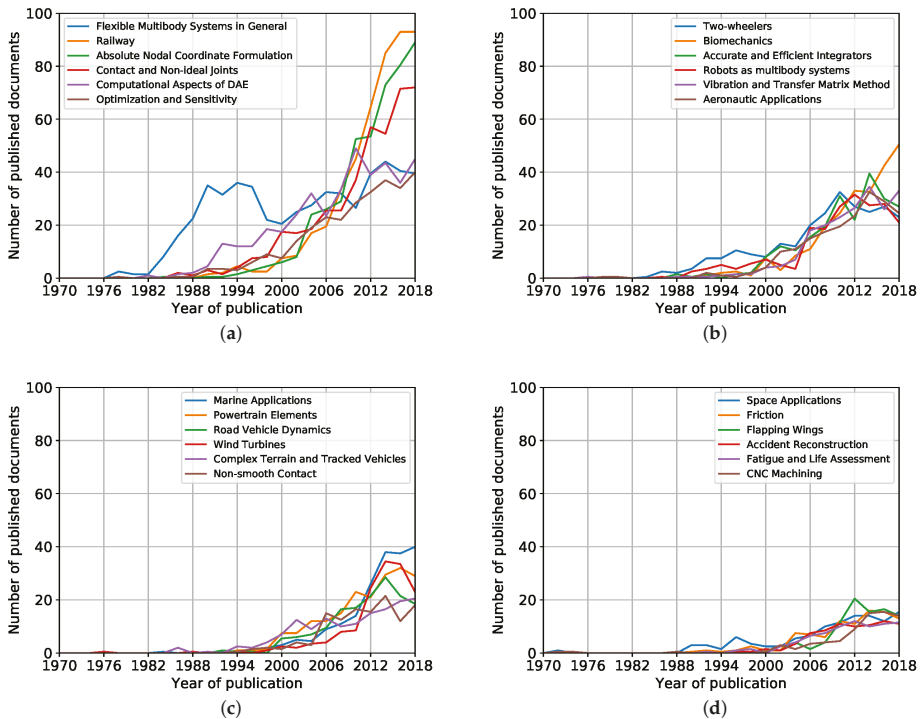 100
80
60
40
20
0
Number of published documents
Flexible Multibody Systems in General
Railway
Absolute Nodal Coordinate Formulation
Contact and Non-ideal Joints
Computational Aspects of DAE
Optimization and Sensitivity
1970 1976 1982 1988 1994 2000 2006 2012 2018
Year of publication
(a)
100
80
60
40
20
0
Number of published documents
Two-wheelers
Biomechanics
Accurate and Efficient Integrators
Robots as multibody systems
Vibration and Transfer Matrix Method
Aeronautic Applications
1970 1976 1982 1988 1994 2000 2006 2012 2018
Year of publication
(b)
100
80
60
40
20
0
Number of published documents
Marine Applications
Powertrain Elements
Road Vehicle Dynamics
Wind Turbines
Complex Terrain and Tracked Vehicles
Non-smooth Contact
1970 1976 1982 1988 1994 2000 2006 2012 2018
Year of publication
(c)
100
80
60
40
20
0
Number of published documents
Space Applications
Friction
Flapping Wings
Accident Reconstruction
Fatigue and Life Assessment
CNC Machining
1970 1976 1982 1988 1994 2000 2006 2012 2018
Year of publication
(d)